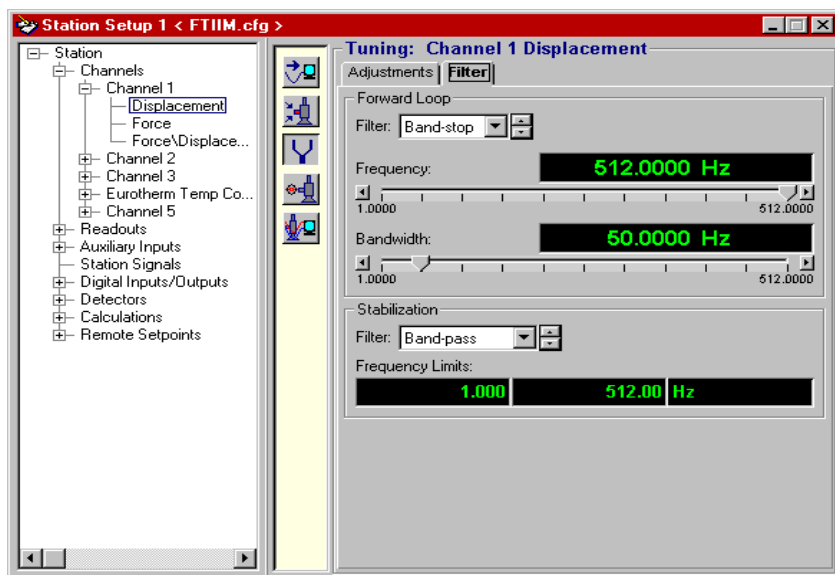 Station Setup 1 < FTIIM.cfg >
Station
Channels
Channel 1
Displacement
Force
Force\Displace...
Channel 2
Channel 3
Eurotherm Temp Co...
Channel 5
Readouts
Auxiliary Inputs
Station Signals
Digital Inputs/Outputs
Detectors
Calculations
Remote Setpoints
Tuning: Channel 1 Displacement
Adjustments Filter
Forward Loop
Filter: Band-stop
Frequency: 512.0000 Hz
1.0000 512.0000
Bandwidth: 50.0000 Hz
1.0000 512.0000
Stabilization
Filter: Band-pass
Frequency Limits:
1.000 512.00 Hz